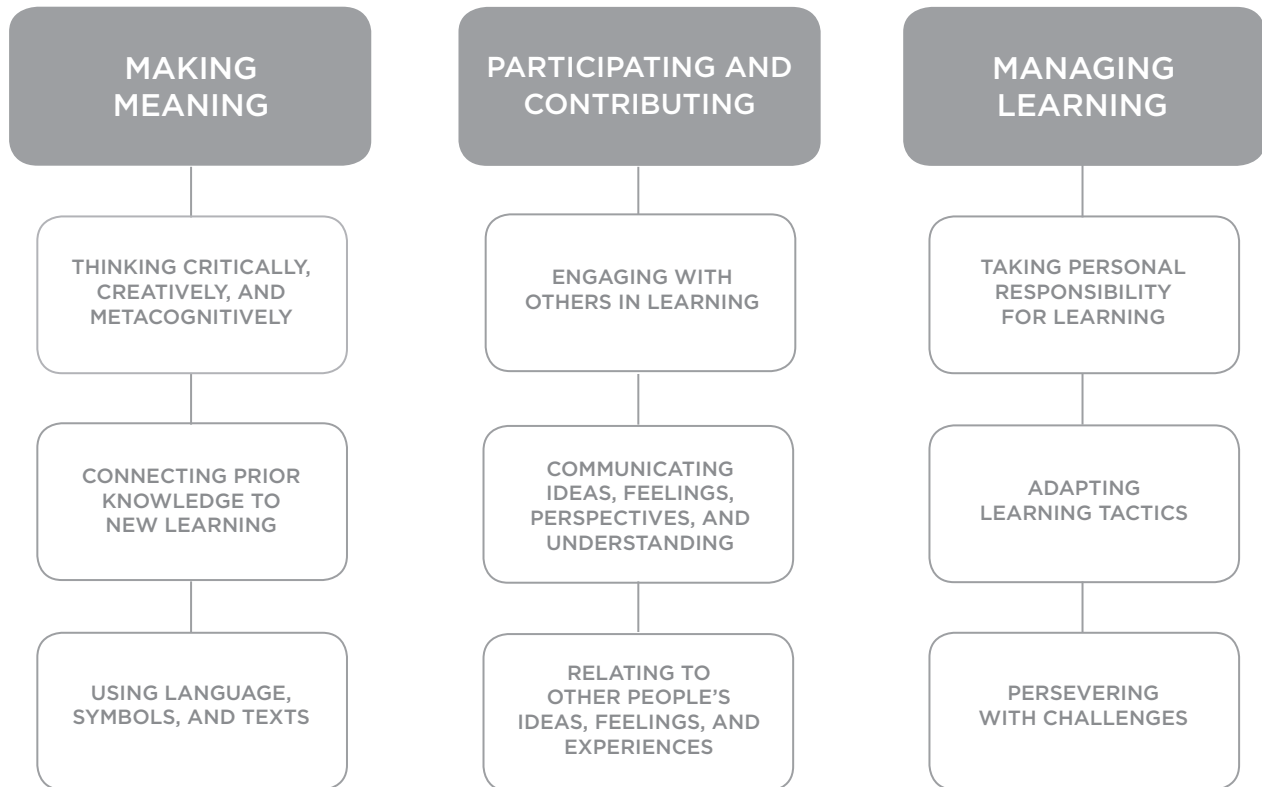 MAKING
MEANING
THINKING CRITICALLY,
CREATIVELY, AND
METACOGNITIVELY
CONNECTING PRIOR
KNOWLEDGE TO
NEW LEARNING
USING LANGUAGE,
SYMBOLS, AND TEXTS
PARTICIPATING AND
CONTRIBUTING
ENGAGING WITH
OTHERS IN LEARNING
COMMUNICATING
IDEAS, FEELINGS,
PERSPECTIVES, AND
UNDERSTANDING
RELATING TO
OTHER PEOPLE’S
IDEAS, FEELINGS, AND
EXPERIENCES
MANAGING
LEARNING
TAKING PERSONAL
RESPONSIBILITY
FOR LEARNING
ADAPTING
LEARNING TACTICS
PERSEVERING
WITH CHALLENGES